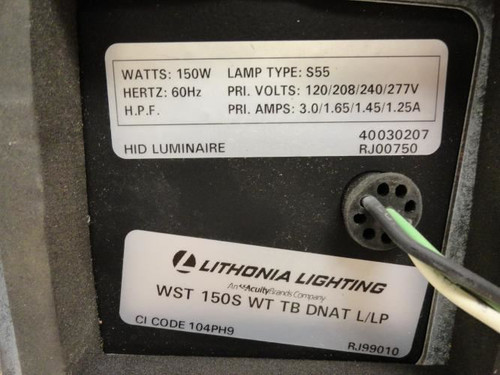 WATTS: 150W LAMP TYPE: S55
HERTZ: 60Hz PRI. VOLTS: 120/208/240/277V
H.P.F. PRI. AMPS: 3.0/1.65/1.45/1.25A
40030207
HID LUMINAIRE RJ00750
LITHONIA LIGHTING
An AcuityBrands Company
WST 150S WT TB DNAT L/LP
CI CODE 104PH9 RJ99010